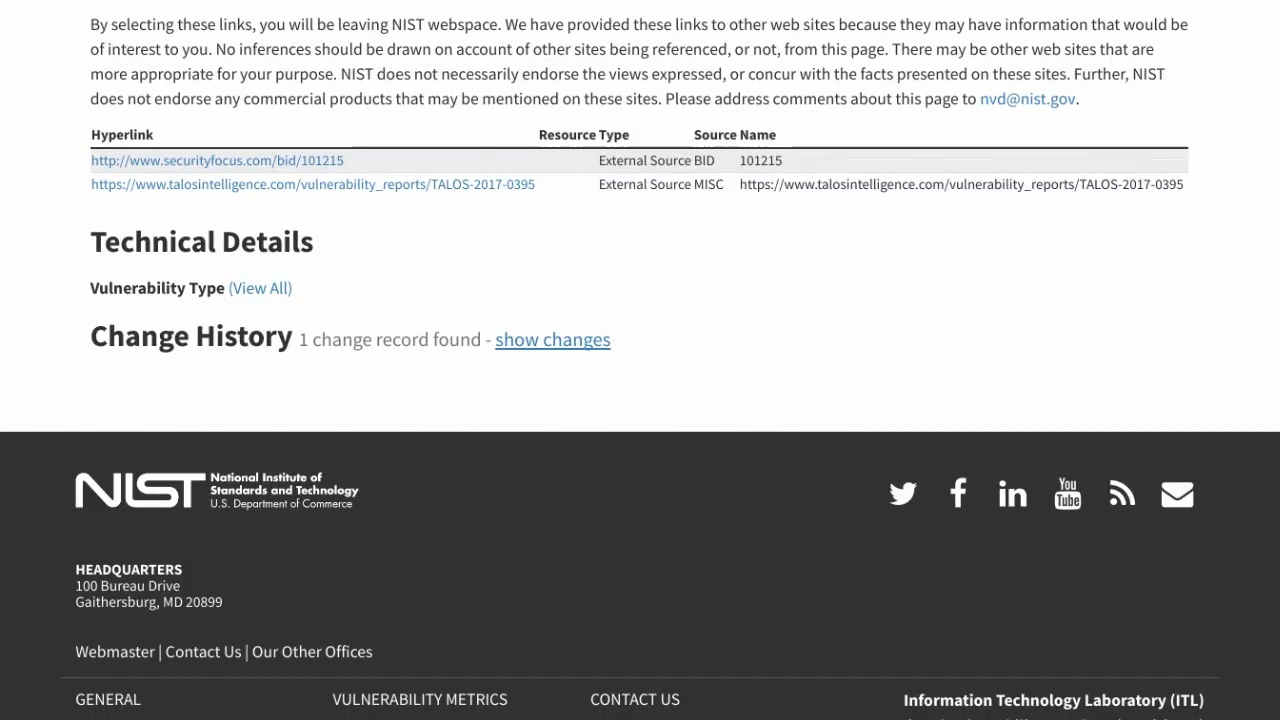 By selecting these links, you will be leaving NIST webspace. We have provided these links to other web sites because they may have information that would be
of interest to you. No inferences should be drawn on account of other sites being referenced, or not, from this page. There may be other web sites that are
more appropriate for your purpose. NIST does not necessarily endorse the views expressed, or concur with the facts presented on these sites. Further, NIST
does not endorse any commercial products that may be mentioned on these sites. Please address comments about this page to nvd@nist.gov.
Hyperlink Resource Type Source Name
http://www.securityfocus.com/bid/101215 External Source BID 101215
https://www.talosintelligence.com/vulnerability_reports/TALOS-2017-0395 External Source MISC https://www.talosintelligence.com/vulnerability_reports/TALOS-2017-0395
Technical Details
Vulnerability Type (View All)
Change History 1 change record found - show changes
NIST National Institute of
Standards and Technology
U.S. Department of Commerce
You
Tube
HEADQUARTERS
100 Bureau Drive
Gaithersburg, MD 20899
Webmaster | Contact Us | Our Other Offices
GENERAL VULNERABILITY METRICS CONTACT US Information Technology Laboratory (ITL)